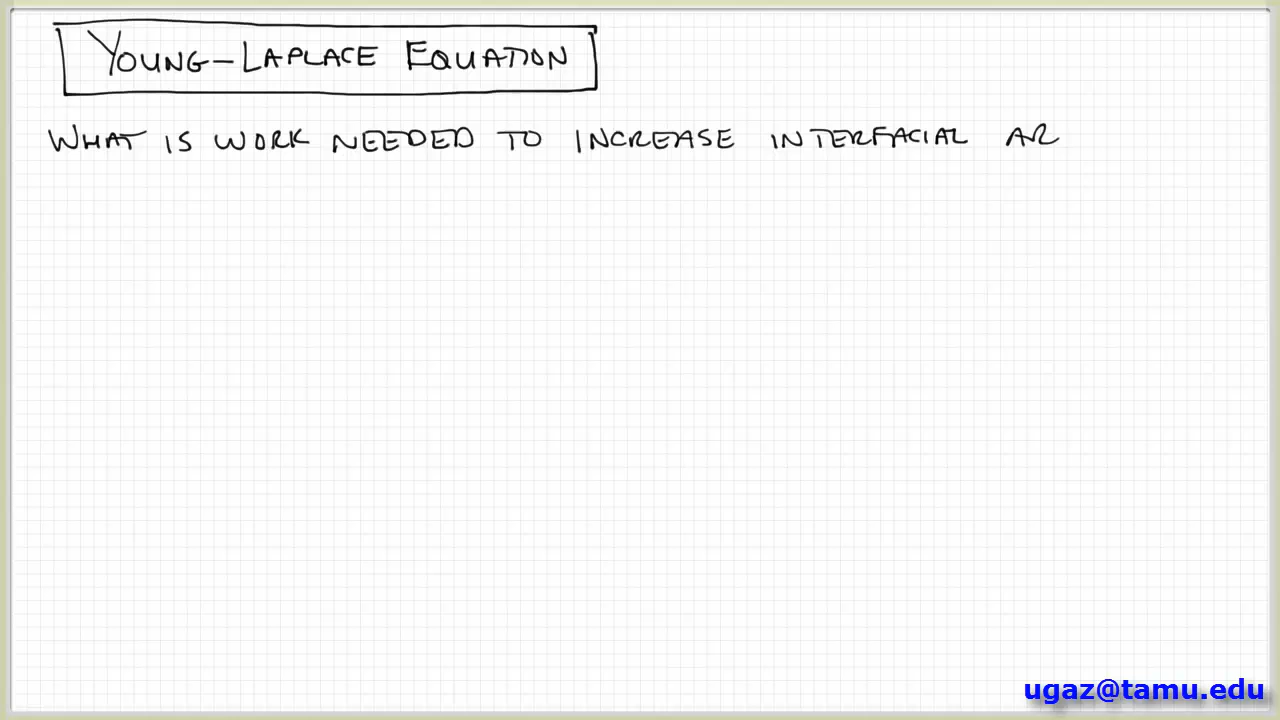 YOUNG-LAPLACE EQUATION
WHAT IS WORK NEEDED TO INCREASE INTERFACIAL AR
ugaz@tamu.edu